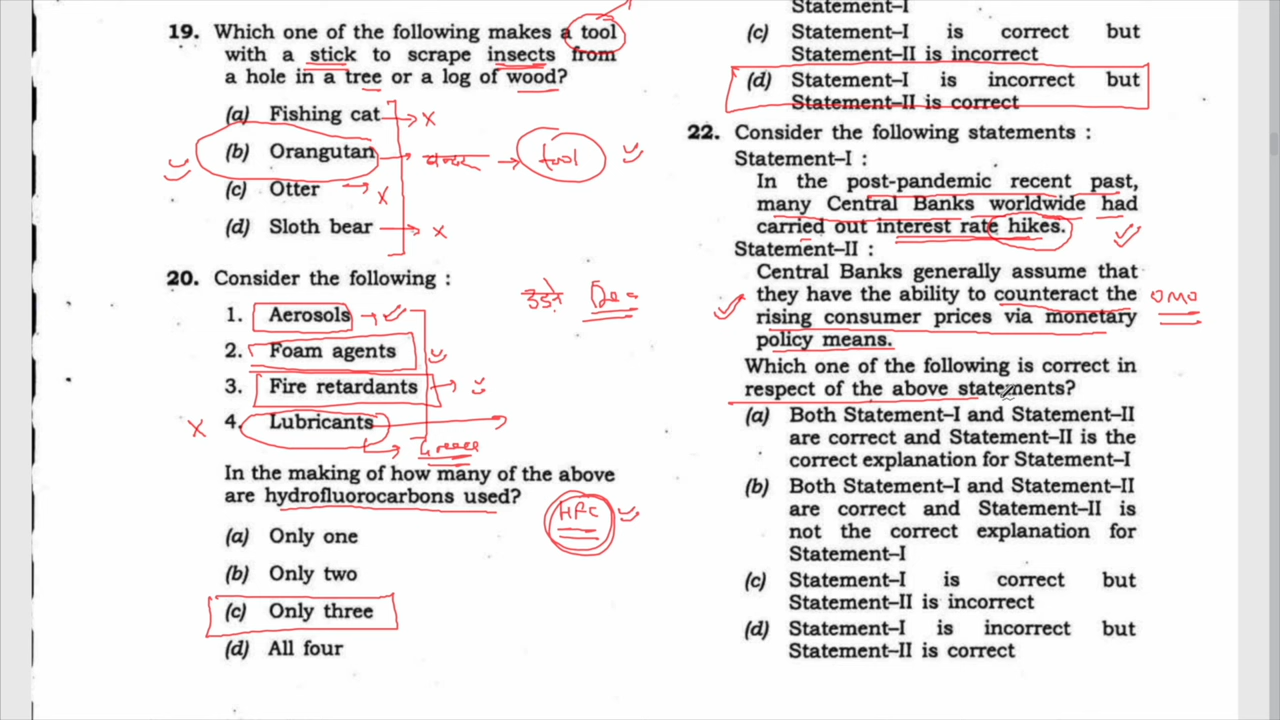 19. Which one of the following makes a tool
with a stick to scrape insects from
a hole in a tree or a log of wood?
(a) Fishing cat x
(b) Orangutan tool
(c) Otter x
(d) Sloth bear x
20. Consider the following :
1. Aerosols
2. Foam agents
3. Fire retardants
x 4. Lubricants
In the making of how many of the above
are hydrofluorocarbons used?
HFC
(a) Only one
(b) Only two
(c) Only three
(d) All four
Statement–I
(c) Statement–I is correct but
Statement–II is incorrect
(d) Statement–I is incorrect but
Statement–II is correct
22. Consider the following statements :
Statement–I :
In the post-pandemic recent past,
many Central Banks worldwide had
carried out interest rate hikes.
Statement–II :
Central Banks generally assume that
they have the ability to counteract the OMO
rising consumer prices via monetary
policy means.
Which one of the following is correct in
respect of the above statements?
(a) Both Statement–I and Statement–II
are correct and Statement–II is the
correct explanation for Statement–I
(b) Both Statement–I and Statement–II
are correct and Statement–II is
not the correct explanation for
Statement–I
(c) Statement–I is correct but
Statement–II is incorrect
(d) Statement–I is incorrect but
Statement–II is correct